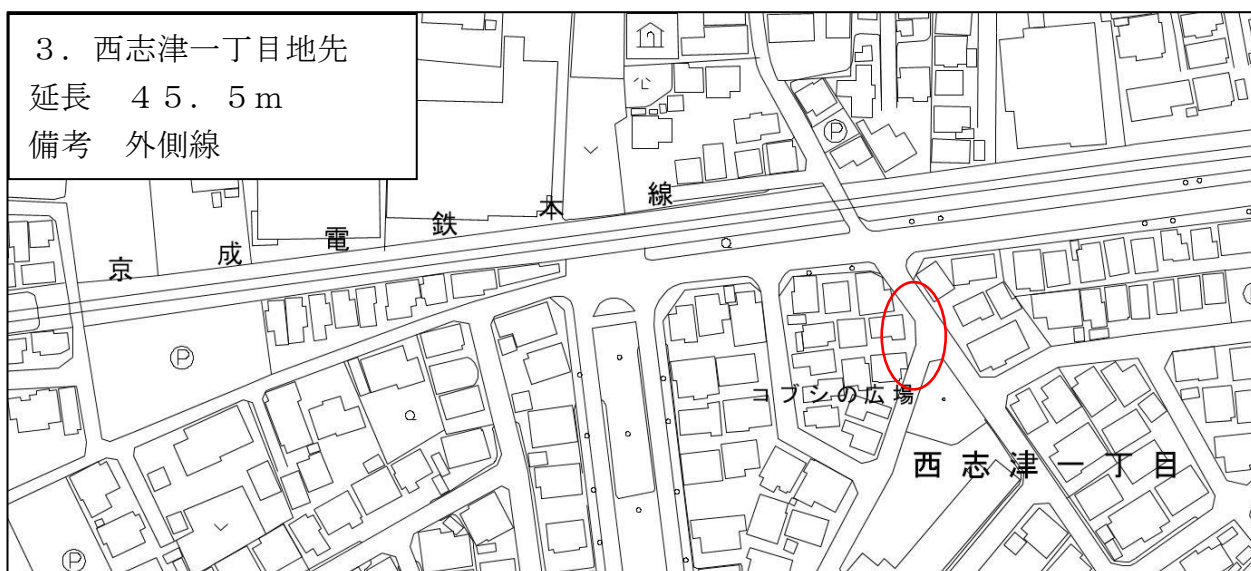 3．西志津一丁目地先
延長　４５．５ｍ
備考　外側線
京成電鉄本線
コブシの広場
西志津一丁目
Ⓟ
Ⓟ
Ⓟ